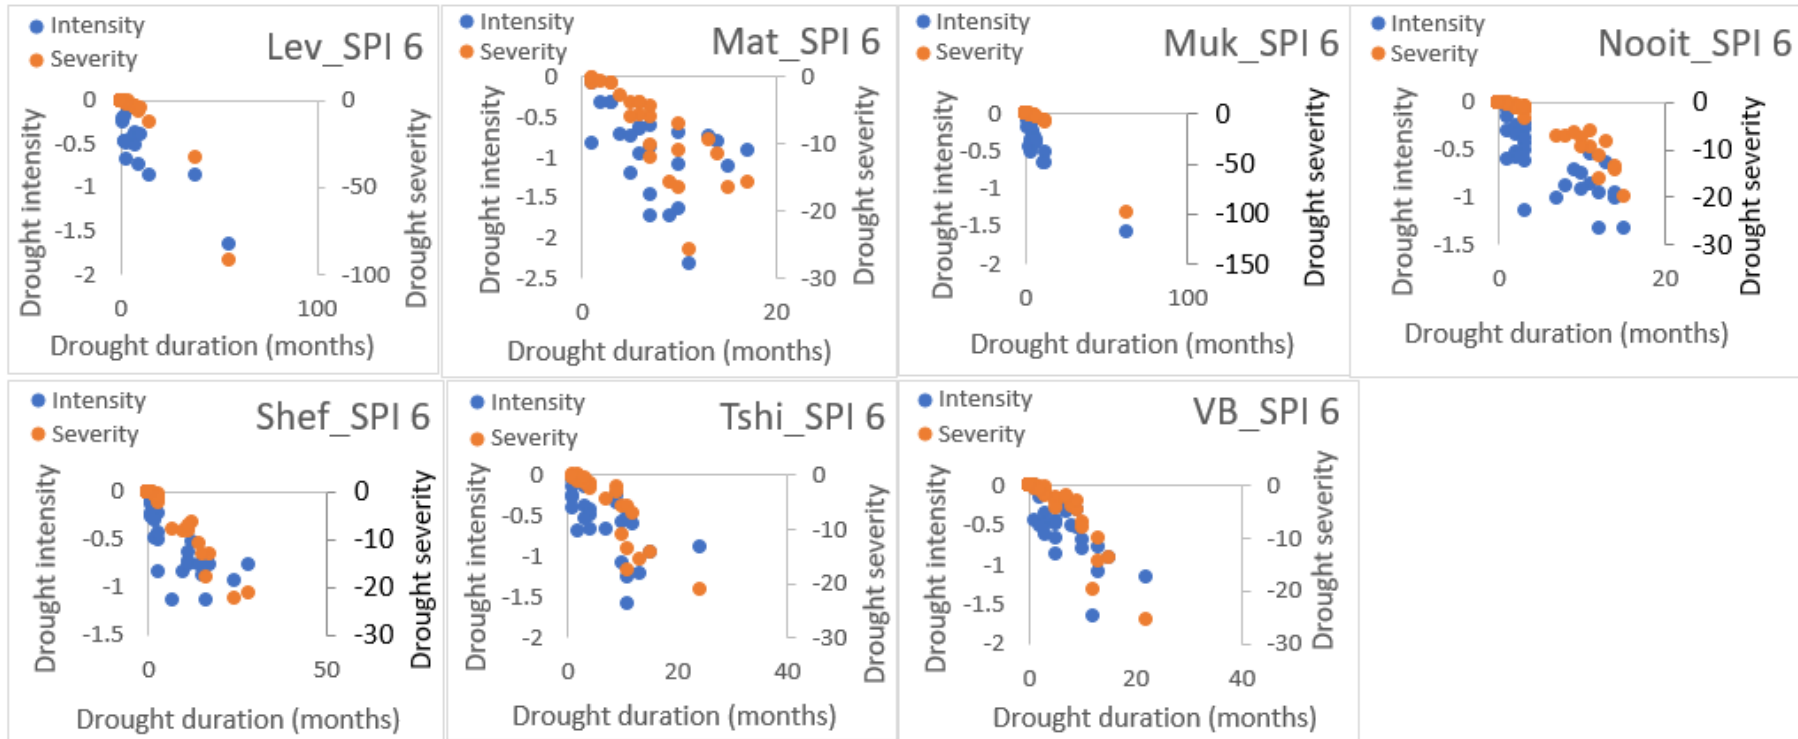 Intensity
Severity
Lev_SPI 6
Drought intensity
0
-0.5
-1
-1.5
-2
0
-50
-100
Drought severity
0 100
Drought duration (months)
Intensity
Severity
Mat_SPI 6
Drought intensity
0
-0.5
-1
-1.5
-2
-2.5
0
-10
-20
-30
Drought severity
0 20
Drought duration (months)
Intensity
Severity
Muk_SPI 6
Drought intensity
0
-0.5
-1
-1.5
-2
0
-50
-100
-150
Drought severity
0 100
Drought duration (months)
Intensity
Severity
Nooit_SPI 6
Drought intensity
0
-0.5
-1
-1.5
0
-10
-20
-30
Drought severity
0 20
Drought duration (months)
Intensity
Severity
Shef_SPI 6
Drought intensity
0
-0.5
-1
-1.5
0
-10
-20
-30
Drought severity
0 50
Drought duration (months)
Intensity
Severity
Tshi_SPI 6
Drought intensity
0
-0.5
-1
-1.5
-2
0
-10
-20
-30
Drought severity
0 20 40
Drought duration (months)
Intensity
Severity
VB_SPI 6
Drought intensity
0
-0.5
-1
-1.5
-2
0
-10
-20
-30
Drought severity
0 20 40
Drought duration (months)